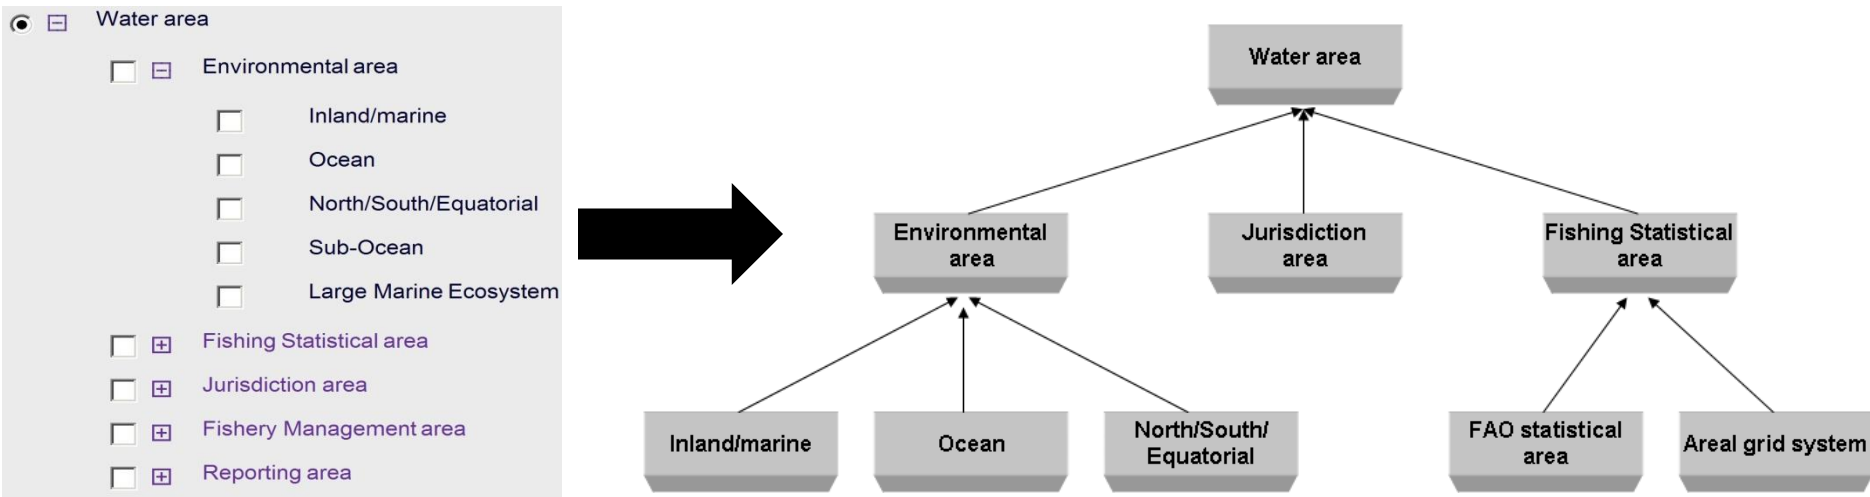 Water area
Environmental area
Inland/marine
Ocean
North/South/Equatorial
Sub-Ocean
Large Marine Ecosystem
Fishing Statistical area
Jurisdiction area
Fishery Management area
Reporting area
Water area
Environmental
area
Jurisdiction
area
Fishing Statistical
area
Inland/marine
Ocean
North/South/
Equatorial
FAO statistical
area
Areal grid system